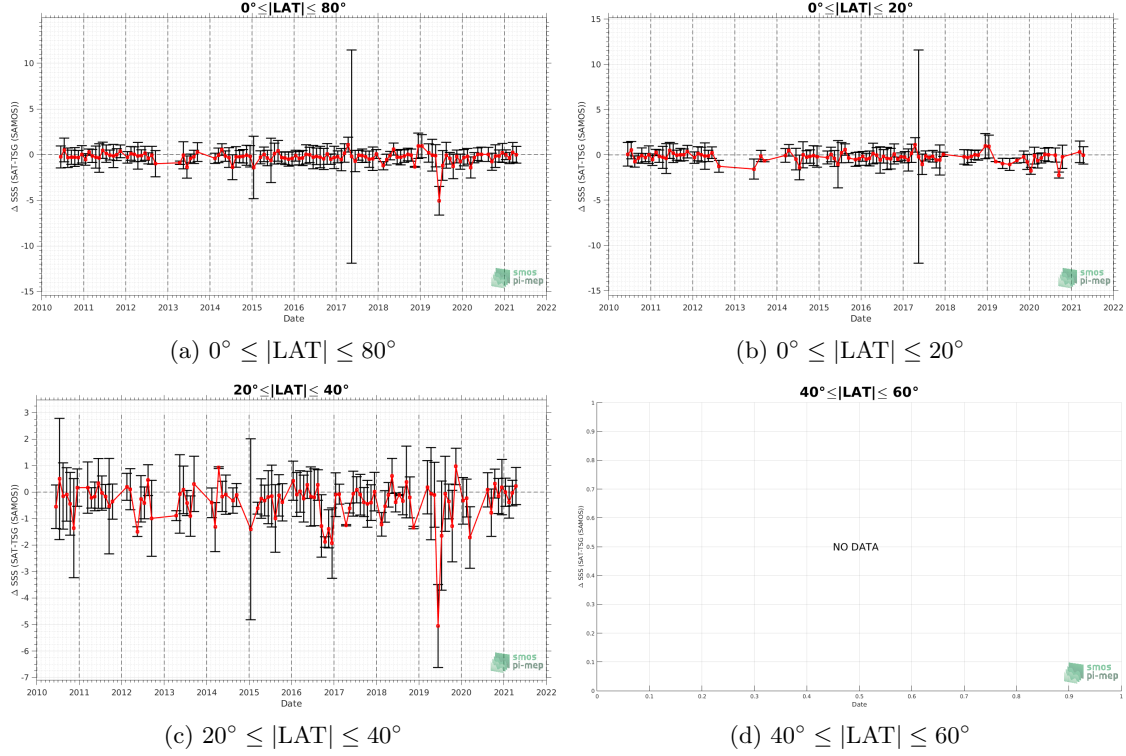 0°≤|LAT|≤ 80°
Δ SSS (SAT-TSG (SAMOS))
10
5
0
-5
-10
-15
2010 2011 2012 2013 2014 2015 2016 2017 2018 2019 2020 2021 2022
Date
smos
pi-mep
(a) 0° ≤ |LAT| ≤ 80°
0°≤|LAT|≤ 20°
Δ SSS (SAT-TSG (SAMOS))
15
10
5
0
-5
-10
-15
2010 2011 2012 2013 2014 2015 2016 2017 2018 2019 2020 2021 2022
Date
smos
pi-mep
(b) 0° ≤ |LAT| ≤ 20°
20°≤|LAT|≤ 40°
Δ SSS (SAT-TSG (SAMOS))
3
2
1
0
-1
-2
-3
-4
-5
-6
-7
2010 2011 2012 2013 2014 2015 2016 2017 2018 2019 2020 2021 2022
Date
smos
pi-mep
(c) 20° ≤ |LAT| ≤ 40°
40°≤|LAT|≤ 60°
Δ SSS (SAT-TSG (SAMOS))
1
0.9
0.8
0.7
0.6
0.5
0.4
0.3
0.2
0.1
0
NO DATA
0 0.1 0.2 0.3 0.4 0.5 0.6 0.7 0.8 0.9 1
Date
smos
pi-mep
(d) 40° ≤ |LAT| ≤ 60°